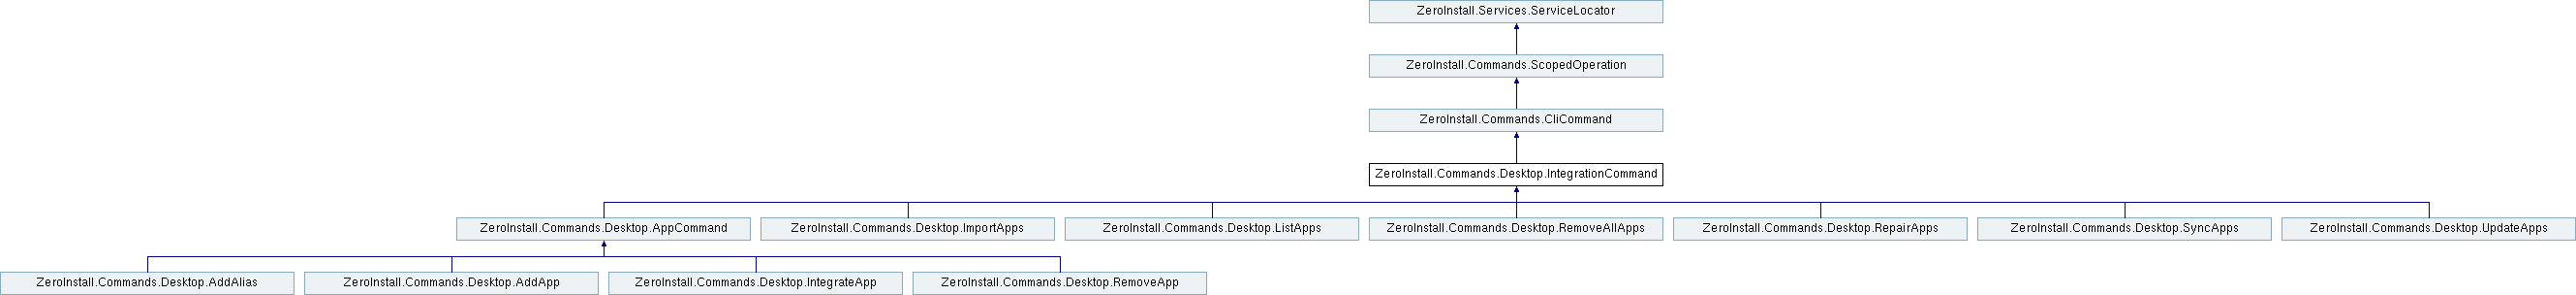 ZeroInstall.Services.ServiceLocator
ZeroInstall.Commands.ScopedOperation
ZeroInstall.Commands.CliCommand
ZeroInstall.Commands.Desktop.IntegrationCommand
ZeroInstall.Commands.Desktop.AppCommand
ZeroInstall.Commands.Desktop.ImportApps
ZeroInstall.Commands.Desktop.ListApps
ZeroInstall.Commands.Desktop.RemoveAllApps
ZeroInstall.Commands.Desktop.RepairApps
ZeroInstall.Commands.Desktop.SyncApps
ZeroInstall.Commands.Desktop.UpdateApps
ZeroInstall.Commands.Desktop.AddAlias
ZeroInstall.Commands.Desktop.AddApp
ZeroInstall.Commands.Desktop.IntegrateApp
ZeroInstall.Commands.Desktop.RemoveApp